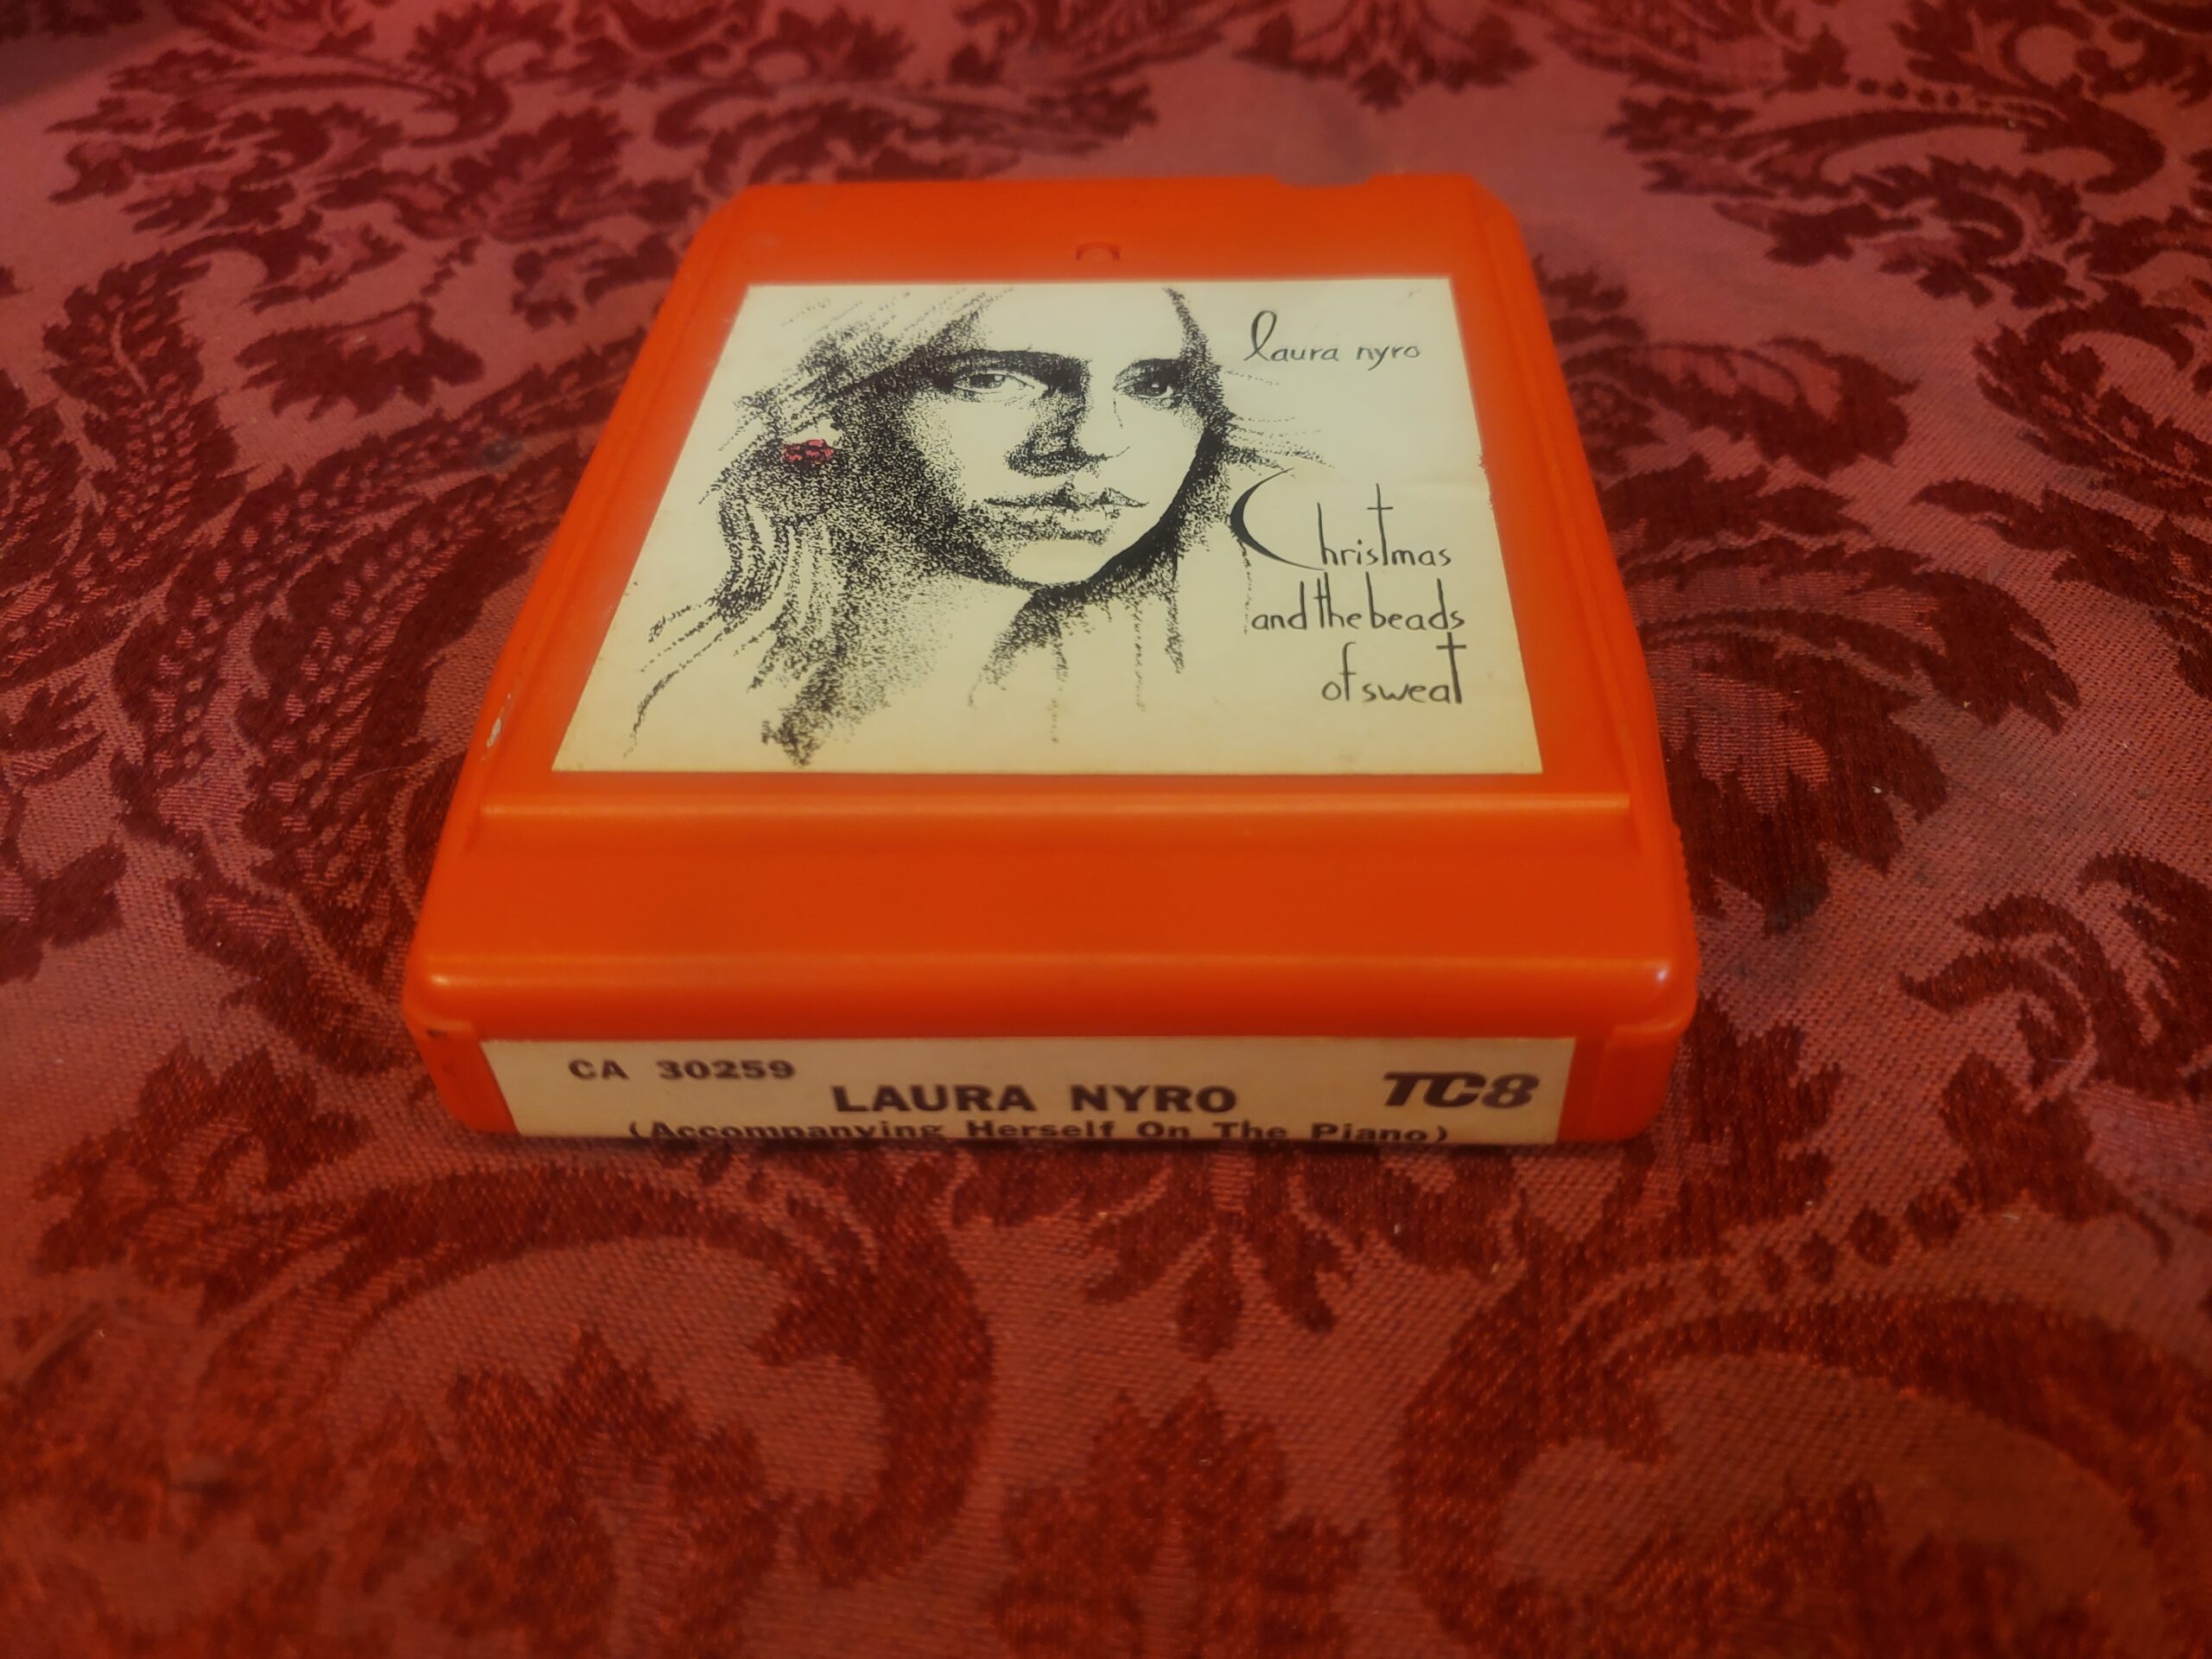 laura nyro
Christmas
and the beads
of sweat
CA 30259
LAURA NYRO
TC8
(Accompanying Herself On The Piano)